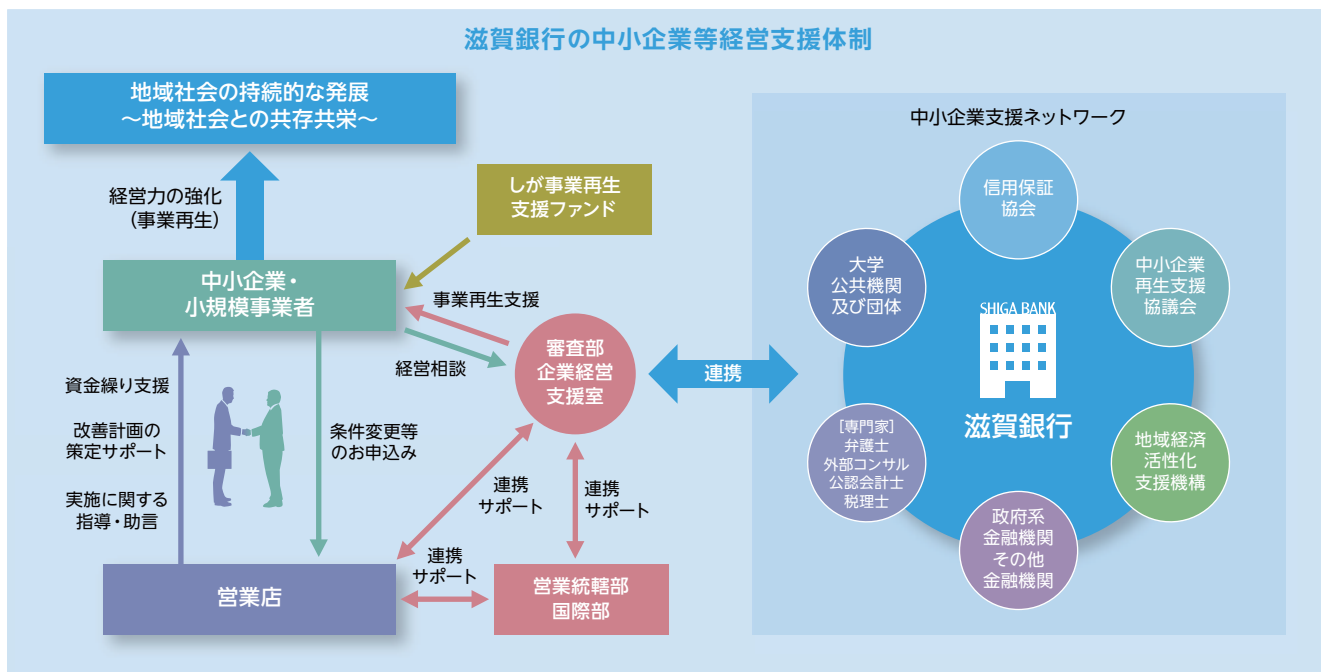 滋賀銀行の中小企業等経営支援体制
地域社会の持続的な発展
～地域社会との共存共栄～
経営力の強化
(事業再生)
しが事業再生
支援ファンド
中小企業・
小規模事業者
事業再生支援
経営相談
審査部
企業経営
支援室
連携
資金繰り支援
改善計画の
策定サポート
実施に関する
指導・助言
条件変更等
のお申込み
連携
サポート
連携
サポート
連携
サポート
営業店
営業統轄部
国際部
中小企業支援ネットワーク
信用保証
協会
大学
公共機関
及び団体
中小企業
再生支援
協議会
SHIGA BANK
滋賀銀行
[専門家]
弁護士
外部コンサル
公認会計士
税理士
地域経済
活性化
支援機構
政府系
金融機関
その他
金融機関